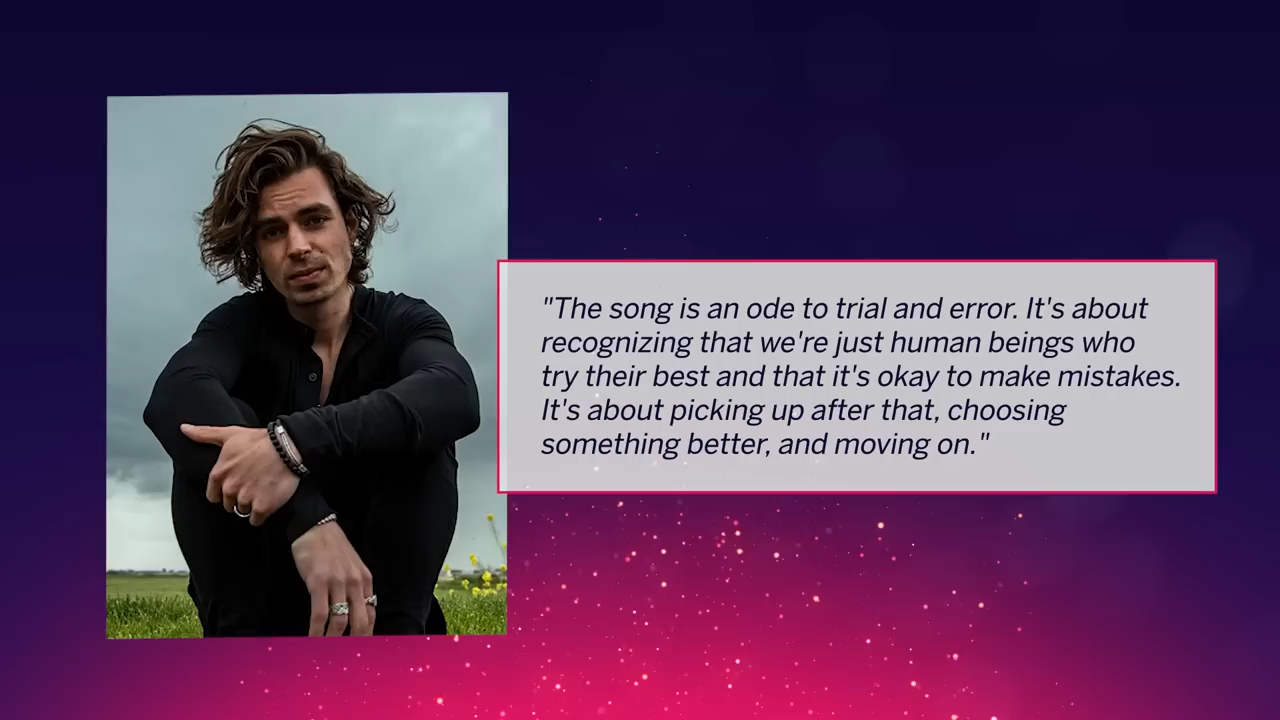 "The song is an ode to trial and error. It's about
recognizing that we're just human beings who
try their best and that it's okay to make mistakes.
It's about picking up after that, choosing
something better, and moving on."